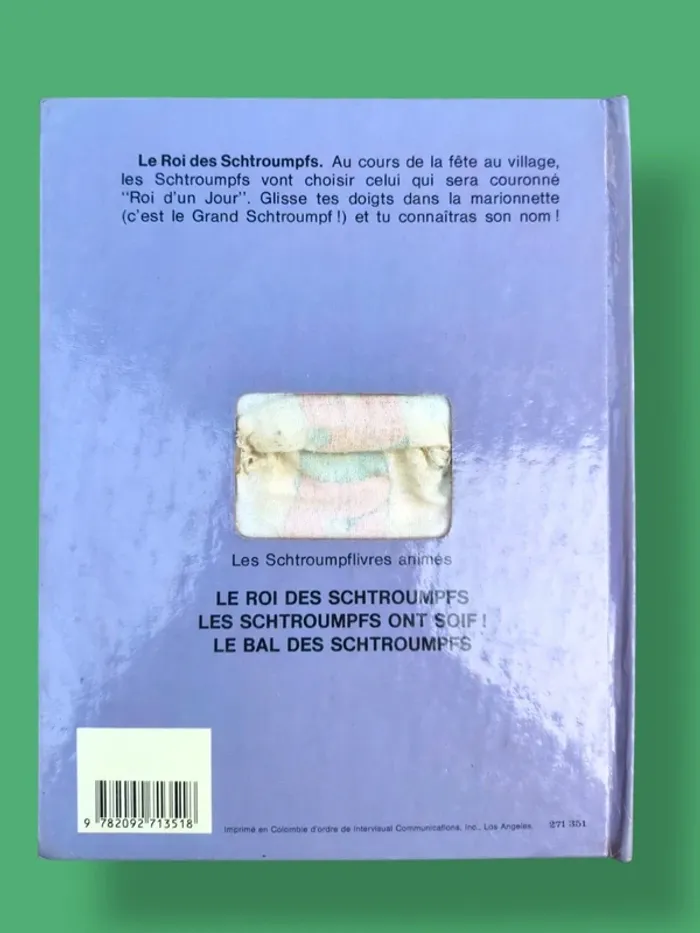 Le Roi des Schtroumpfs. Au cours de la fête au village,
les Schtroumpfs vont choisir celui qui sera couronné
"Roi d'un Jour". Glisse tes doigts dans la marionnette
(c'est le Grand Schtroumpf !) et tu connaîtras son nom !
Les Schtroumpflivres animés
LE ROI DES SCHTROUMPFS
LES SCHTROUMPFS ONT SOIF !
LE BAL DES SCHTROUMPFS
9 782092 713518
Imprimé en Colombie d'ordre de Intervisual Communications, Inc., Los Angeles.
271 351